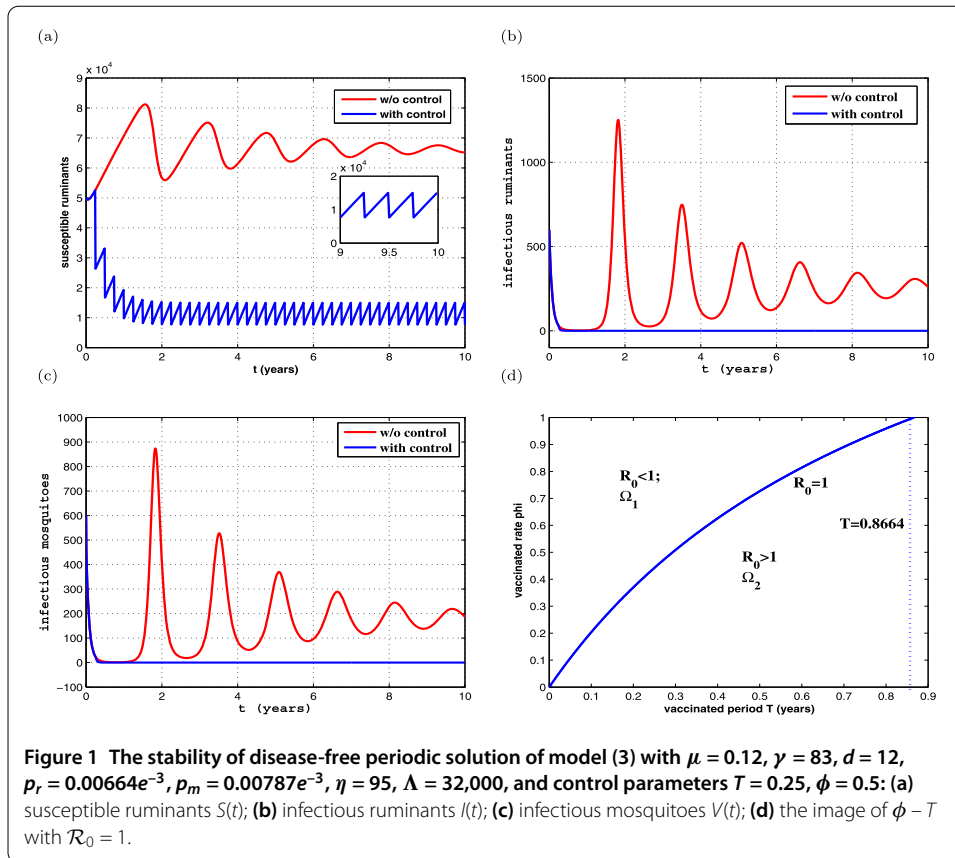 (a)
x 10^4
9
8
7
6
5
4
3
2
1
0
susceptible ruminants
w/o control
with control
x 10^4
2
1
0
9 9.5 10
0 2 4 6 8 10
t (years)
(b)
1500
1000
500
0
infectious ruminants
w/o control
with control
0 2 4 6 8 10
t (years)
(c)
1000
900
800
700
600
500
400
300
200
100
0
−100
infectious mosquitoes
w/o control
with control
0 2 4 6 8 10
t (years)
(d)
1
0.9
0.8
0.7
0.6
0.5
0.4
0.3
0.2
0.1
0
vaccinated rate phi
R_0<1;
Ω_1
R_0=1
T=0.8664
R_0>1
Ω_2
0 0.1 0.2 0.3 0.4 0.5 0.6 0.7 0.8 0.9
vaccinated period T (years)
Figure 1 The stability of disease-free periodic solution of model (3) with μ = 0.12, γ = 83, d = 12,
p_r = 0.00664e^−3, p_m = 0.00787e^−3, η = 95, Λ = 32,000, and control parameters T = 0.25, ϕ = 0.5: (a)
susceptible ruminants S(t); (b) infectious ruminants I(t); (c) infectious mosquitoes V(t); (d) the image of ϕ – T
with R_0 = 1.